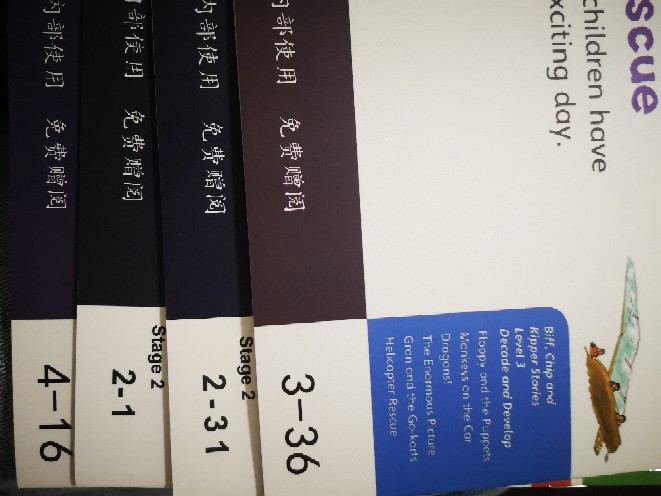 scue
children have
xciting day.
Biff, Chip and
Kipper Stories
Level 3
Decode and Develop
Floppy and the Puppets
Monkeys on the Car
Dragons!
The Enormous Picture
Gran and the Go-karts
Helicopter Rescue
内部使用 免费赠阅
3-36
内部使用 免费赠阅
Stage 2
2-31
部使用 免费赠阅
Stage 2
2-1
内部使用 免费赠阅
4-16